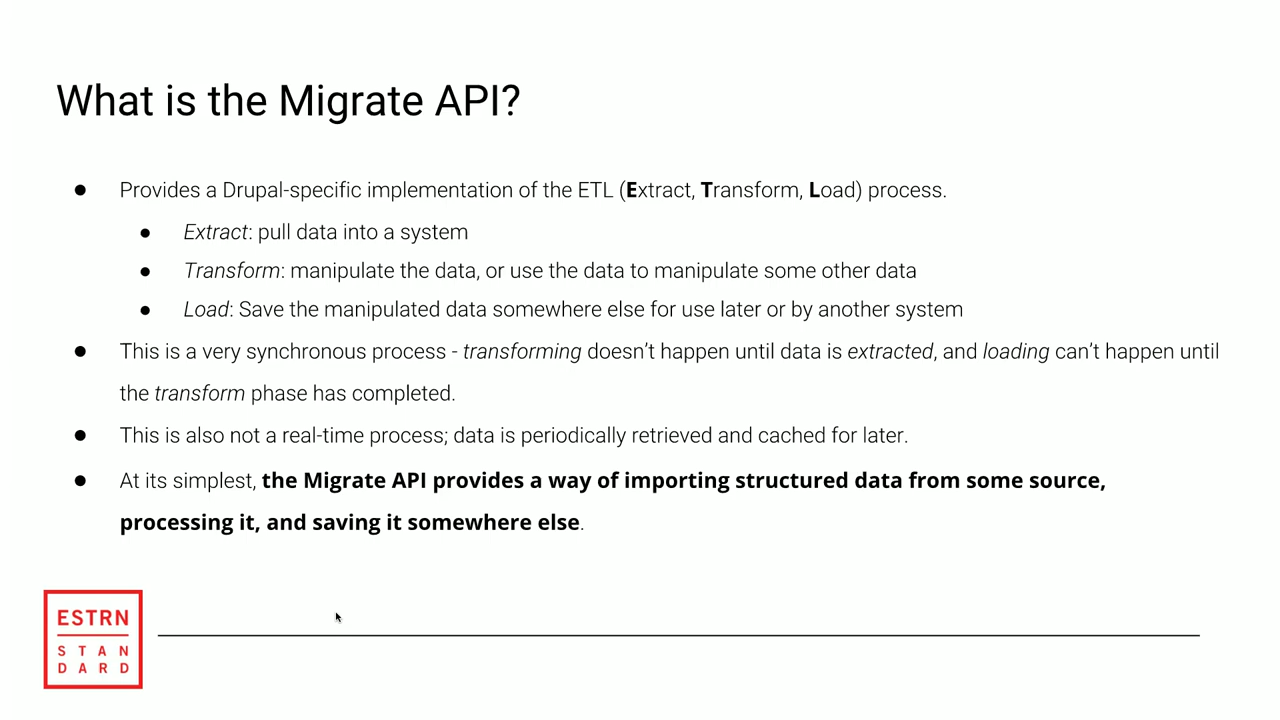 What is the Migrate API?
● Provides a Drupal-specific implementation of the ETL (Extract, Transform, Load) process.
● Extract: pull data into a system
● Transform: manipulate the data, or use the data to manipulate some other data
● Load: Save the manipulated data somewhere else for use later or by another system
● This is a very synchronous process - transforming doesn’t happen until data is extracted, and loading can’t happen until
the transform phase has completed.
● This is also not a real-time process; data is periodically retrieved and cached for later.
● At its simplest, the Migrate API provides a way of importing structured data from some source,
processing it, and saving it somewhere else.
ESTRN
STAN
DARD